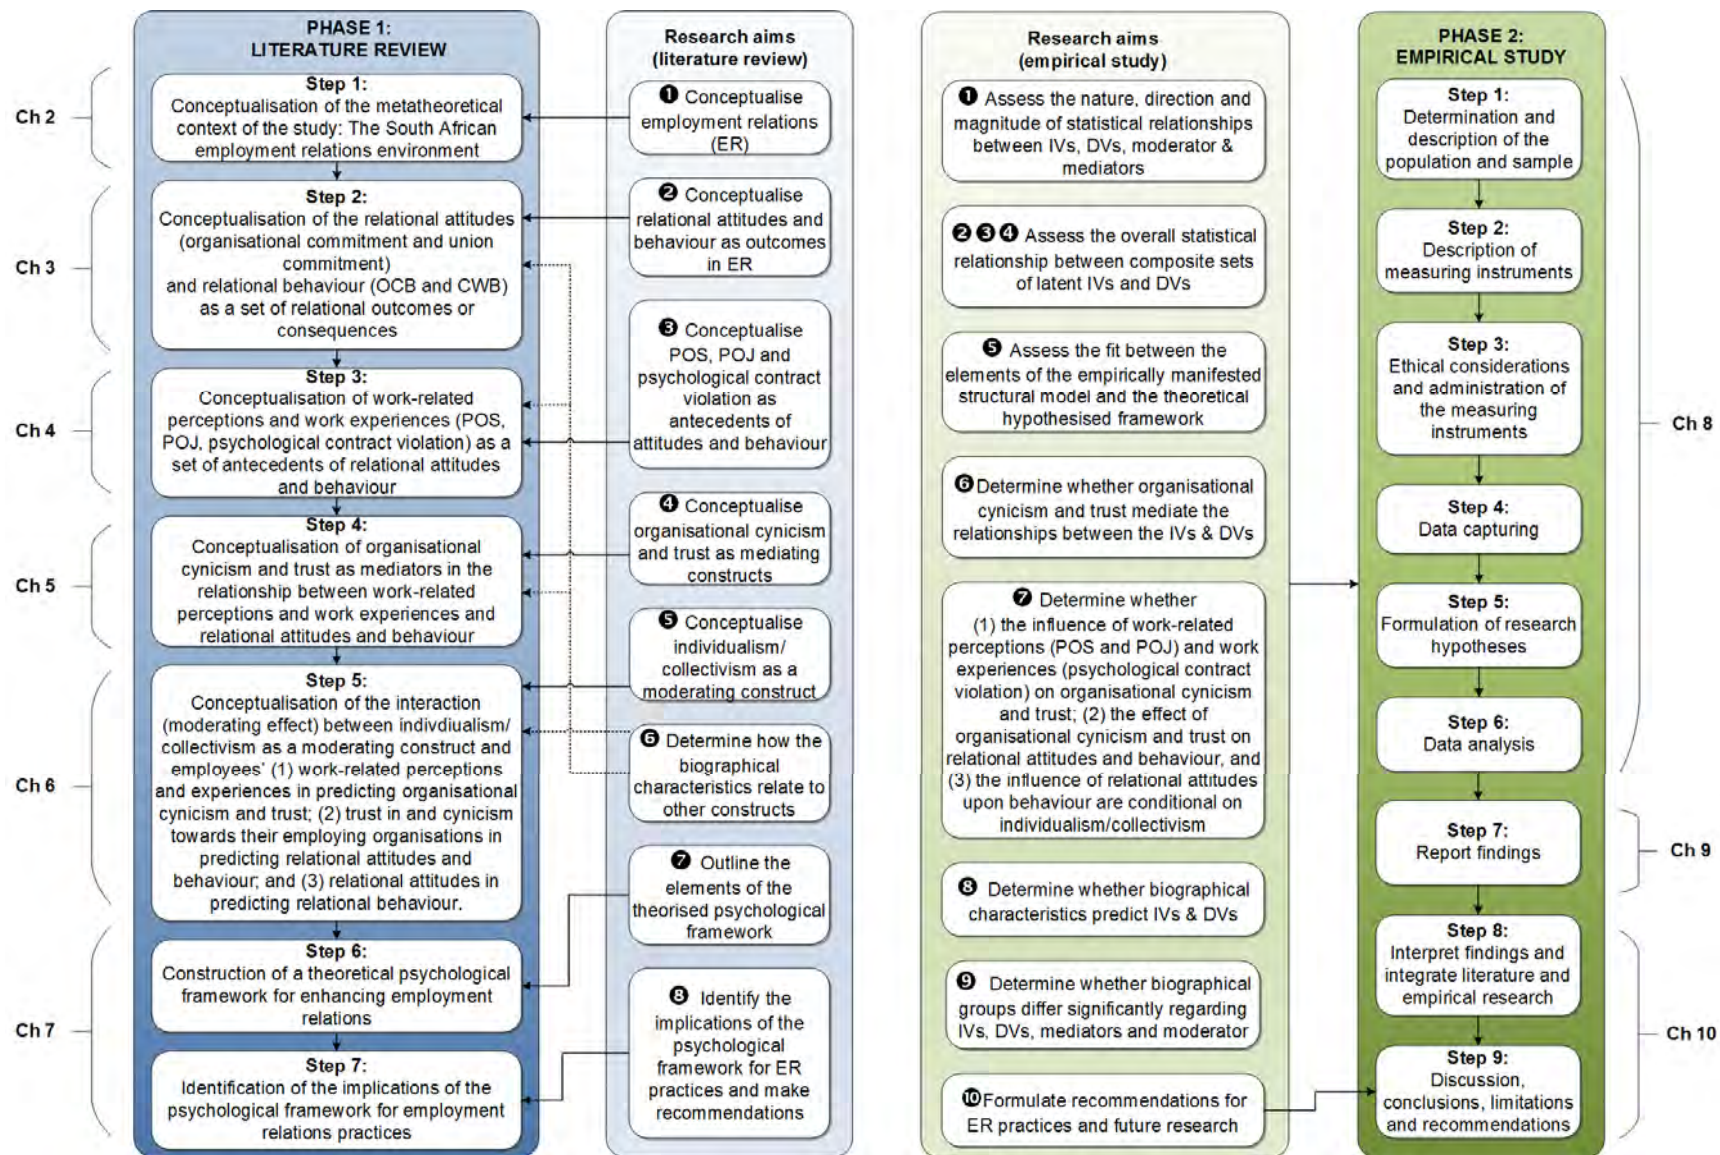 PHASE 1:
LITERATURE REVIEW
Step 1:
Conceptualisation of the metatheoretical
context of the study: The South African
employment relations environment
Step 2:
Conceptualisation of the relational attitudes
(organisational commitment and union
commitment)
and relational behaviour (OCB and CWB)
as a set of relational outcomes or
consequences
Step 3:
Conceptualisation of work-related
perceptions and work experiences (POS,
POJ, psychological contract violation) as a
set of antecedents of relational attitudes
and behaviour
Step 4:
Conceptualisation of organisational
cynicism and trust as mediators in the
relationship between work-related
perceptions and work experiences and
relational attitudes and behaviour
Step 5:
Conceptualisation of the interaction
(moderating effect) between indivdiualism/
collectivism as a moderating construct and
employees' (1) work-related perceptions
and experiences in predicting organisational
cynicism and trust; (2) trust in and cynicism
towards their employing organisations in
predicting relational attitudes and
behaviour; and (3) relational attitudes in
predicting relational behaviour.
Step 6:
Construction of a theoretical psychological
framework for enhancing employment
relations
Step 7:
Identification of the implications of the
psychological framework for employment
relations practices
Ch 2
Ch 3
Ch 4
Ch 5
Ch 6
Ch 7
Research aims
(literature review)
❶ Conceptualise
employment relations
(ER)
❷ Conceptualise
relational attitudes and
behaviour as outcomes
in ER
❸ Conceptualise
POS, POJ and
psychological contract
violation as
antecedents of
attitudes and behaviour
❹ Conceptualise
organisational cynicism
and trust as mediating
constructs
❺ Conceptualise
individualism/
collectivism as a
moderating construct
❻ Determine how the
biographical
characteristics relate to
other constructs
❼ Outline the
elements of the
theorised psychological
framework
❽ Identify the
implications of the
psychological
framework for ER
practices and make
recommendations
Research aims
(empirical study)
❶ Assess the nature, direction and
magnitude of statistical relationships
between IVs, DVs, moderator &
mediators
❷❸❹ Assess the overall statistical
relationship between composite sets
of latent IVs and DVs
❺ Assess the fit between the
elements of the empirically manifested
structural model and the theoretical
hypothesised framework
❻Determine whether organisational
cynicism and trust mediate the
relationships between the IVs & DVs
❼ Determine whether
(1) the influence of work-related
perceptions (POS and POJ) and work
experiences (psychological contract
violation) on organisational cynicism
and trust; (2) the effect of
organisational cynicism and trust on
relational attitudes and behaviour, and
(3) the influence of relational attitudes
upon behaviour are conditional on
individualism/collectivism
❽ Determine whether biographical
characteristics predict IVs & DVs
❾ Determine whether biographical
groups differ significantly regarding
IVs, DVs, mediators and moderator
❿Formulate recommendations for
ER practices and future research
PHASE 2:
EMPIRICAL STUDY
Step 1:
Determination and
description of the
population and sample
Step 2:
Description of
measuring instruments
Step 3:
Ethical considerations
and administration of
the measuring
instruments
Step 4:
Data capturing
Step 5:
Formulation of research
hypotheses
Step 6:
Data analysis
Step 7:
Report findings
Step 8:
Interpret findings and
integrate literature and
empirical research
Step 9:
Discussion,
conclusions, limitations
and recommendations
Ch 8
Ch 9
Ch 10